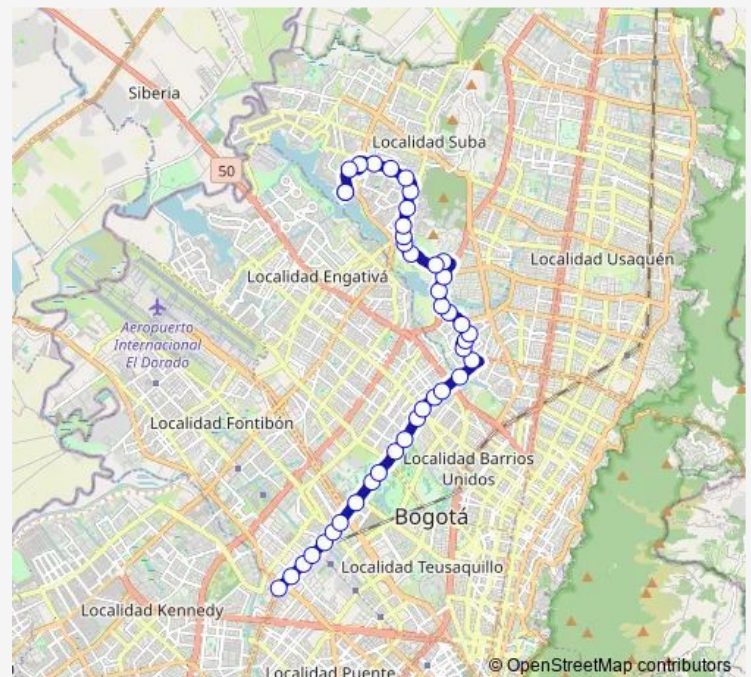 Siberia
Localidad Suba
50
Localidad Usaquén
Localidad Engativá
Aeropuerto
Internacional
El Dorado
Localidad Fontibón
Localidad Barrios
Unidos
Bogotá
Localidad Teusaquillo
Localidad Kennedy
Localidad Puente
© OpenStreetMap contributors